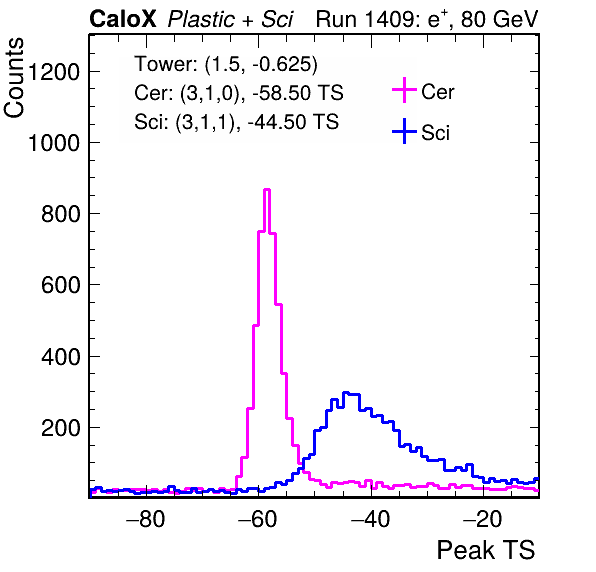 CaloX Plastic + Sci Run 1409: e⁺, 80 GeV
Counts
Tower: (1.5, -0.625)
Cer: (3,1,0), -58.50 TS
Sci: (3,1,1), -44.50 TS
Cer
Sci
1200
1000
800
600
400
200
−80 −60 −40 −20
Peak TS